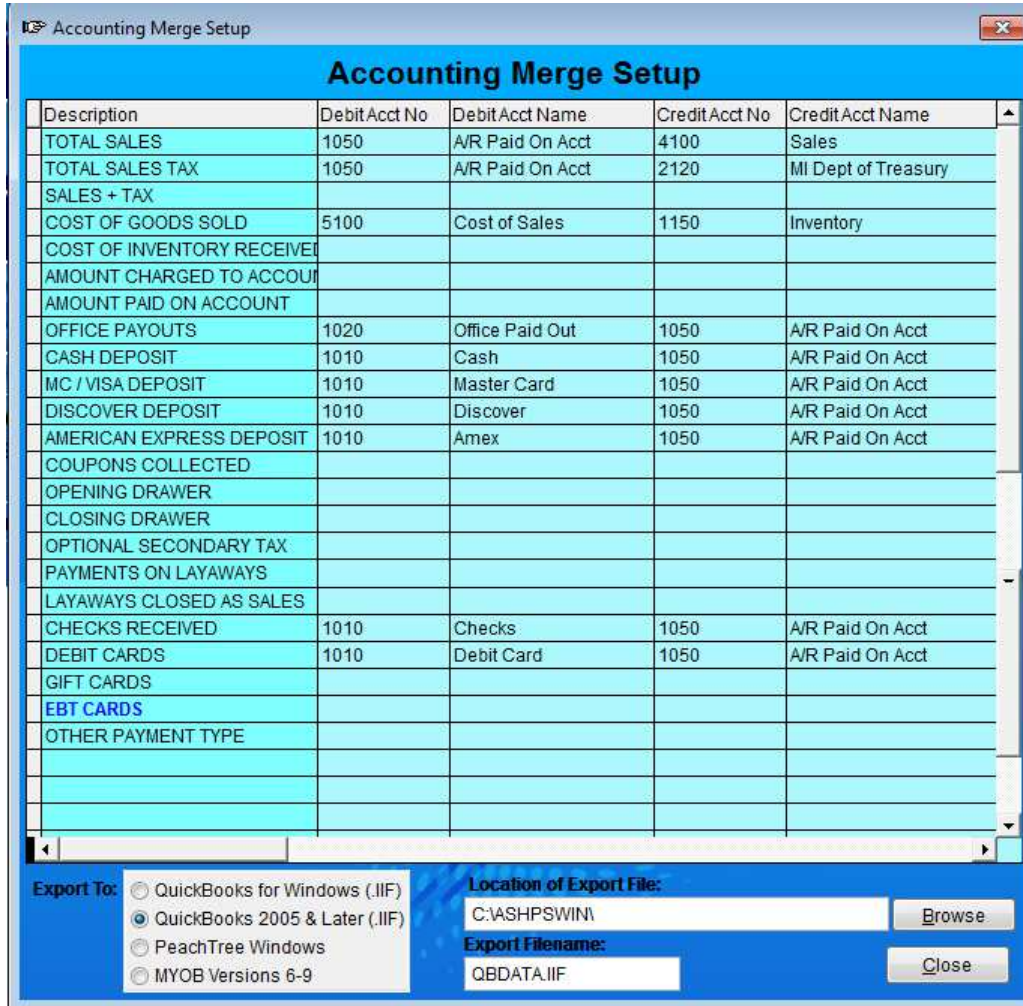 Accounting Merge Setup
Accounting Merge Setup
Description Debit Acct No Debit Acct Name Credit Acct No Credit Acct Name
TOTAL SALES 1050 A/R Paid On Acct 4100 Sales
TOTAL SALES TAX 1050 A/R Paid On Acct 2120 MI Dept of Treasury
SALES + TAX
COST OF GOODS SOLD 5100 Cost of Sales 1150 Inventory
COST OF INVENTORY RECEIVED
AMOUNT CHARGED TO ACCOUN
AMOUNT PAID ON ACCOUNT
OFFICE PAYOUTS 1020 Office Paid Out 1050 A/R Paid On Acct
CASH DEPOSIT 1010 Cash 1050 A/R Paid On Acct
MC / VISA DEPOSIT 1010 Master Card 1050 A/R Paid On Acct
DISCOVER DEPOSIT 1010 Discover 1050 A/R Paid On Acct
AMERICAN EXPRESS DEPOSIT 1010 Amex 1050 A/R Paid On Acct
COUPONS COLLECTED
OPENING DRAWER
CLOSING DRAWER
OPTIONAL SECONDARY TAX
PAYMENTS ON LAYAWAYS
LAYAWAYS CLOSED AS SALES
CHECKS RECEIVED 1010 Checks 1050 A/R Paid On Acct
DEBIT CARDS 1010 Debit Card 1050 A/R Paid On Acct
GIFT CARDS
EBT CARDS
OTHER PAYMENT TYPE
Export To: QuickBooks for Windows (.IIF)
QuickBooks 2005 & Later (.IIF)
PeachTree Windows
MYOB Versions 6-9
Location of Export File:
C:\ASHPSWIN\ Browse
Export Filename:
QBDATA.IIF Close